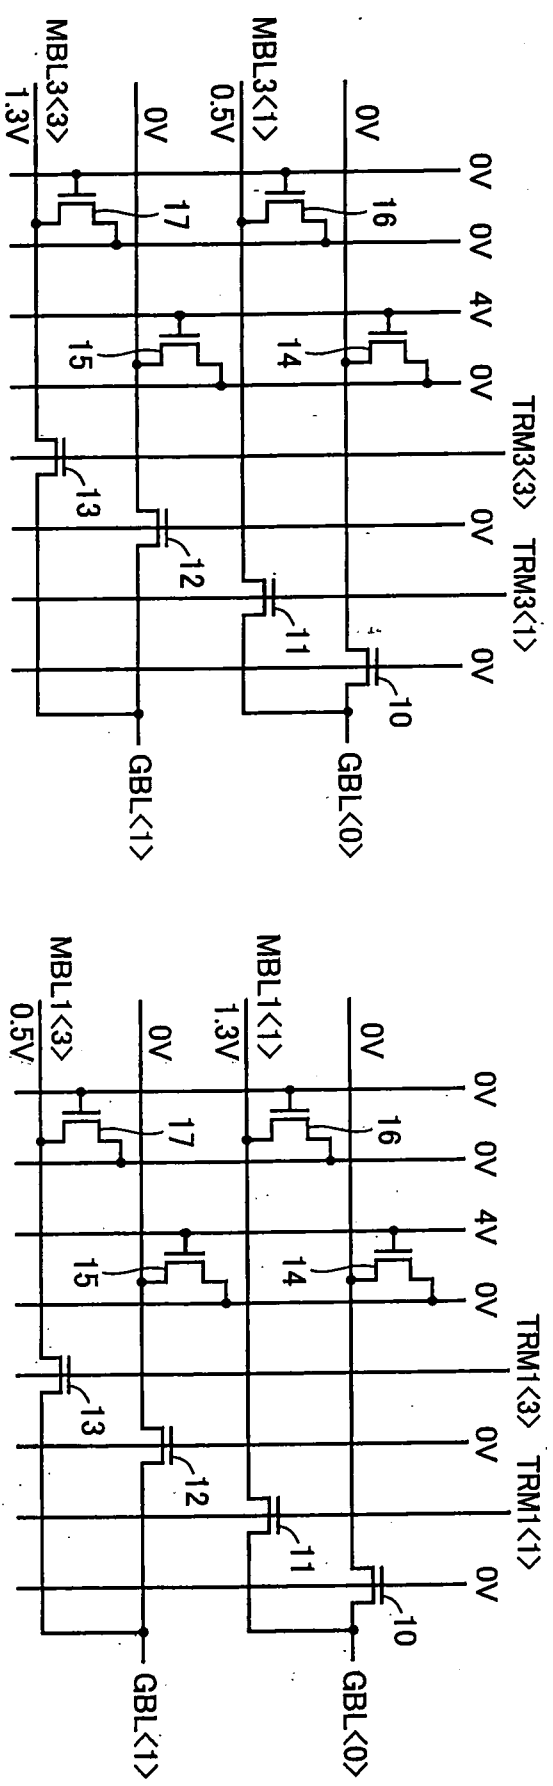 TRM3<3>
TRM3<1>
0V
0V
4V
0V
0V
0V
0V
16
14
10
GBL<0>
MBL3<1>
0.5V
11
0V
17
15
12
GBL<1>
MBL3<3>
1.3V
13
TRM1<3>
TRM1<1>
0V
0V
4V
0V
0V
0V
0V
16
14
10
GBL<0>
MBL1<1>
1.3V
11
0V
17
15
12
GBL<1>
MBL1<3>
0.5V
13